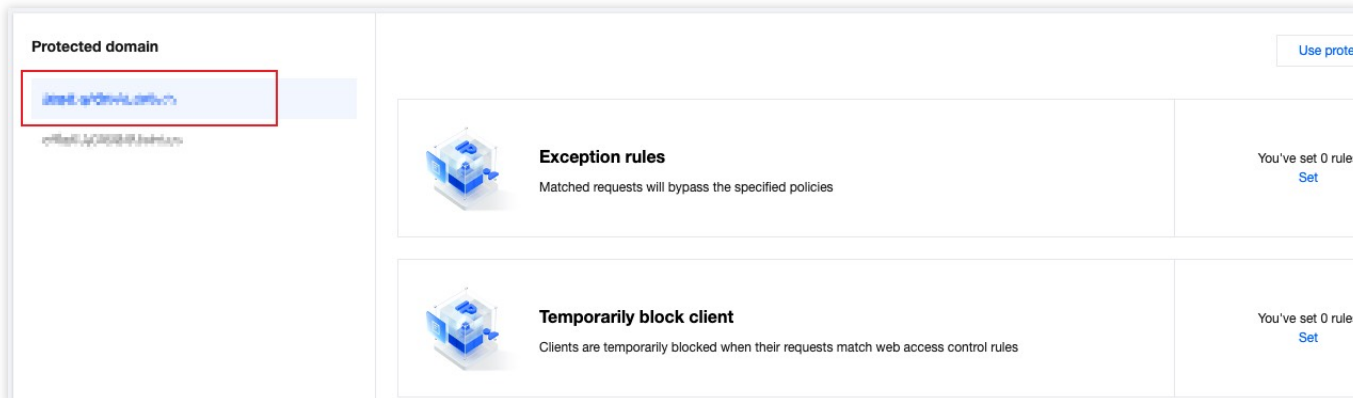 Protected domain
Use prote
Exception rules
Matched requests will bypass the specified policies
You've set 0 rule
Set
Temporarily block client
Clients are temporarily blocked when their requests match web access control rules
You've set 0 rule
Set